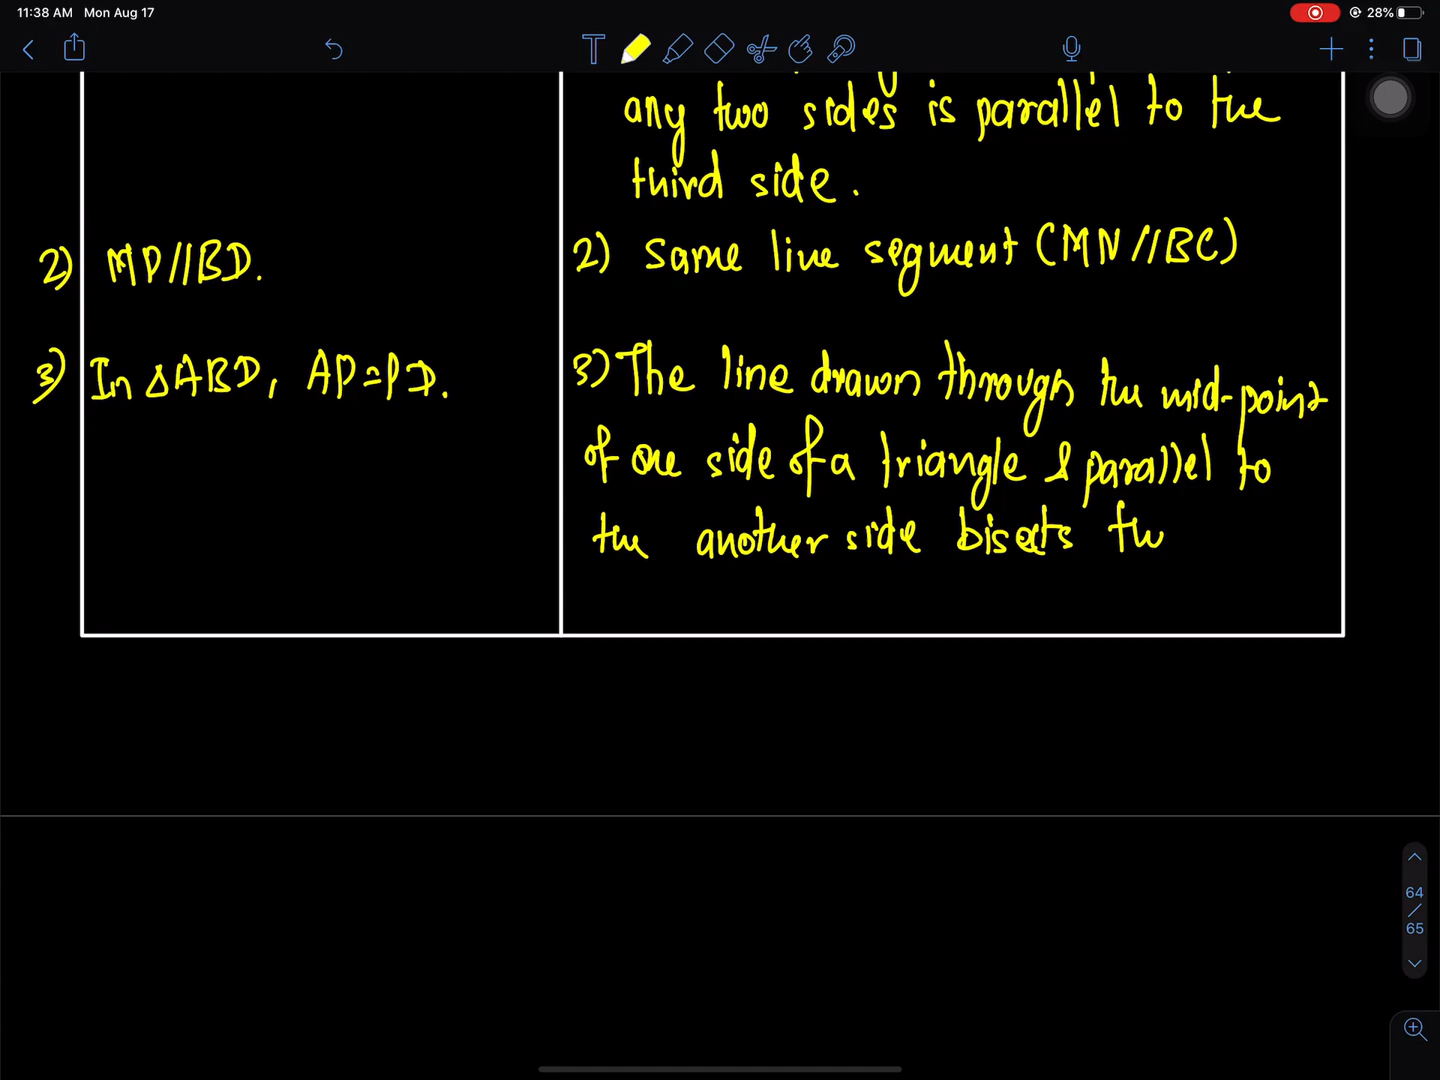 11:38 AM Mon Aug 17
28%
any two sides is parallel to the
third side.
2) MP//BD.
2) Same line segment (MN//BC)
3) In △ABD, AP=PD.
3) The line drawn through the mid-point
of one side of a triangle & parallel to
the another side bisects the
64
/
65